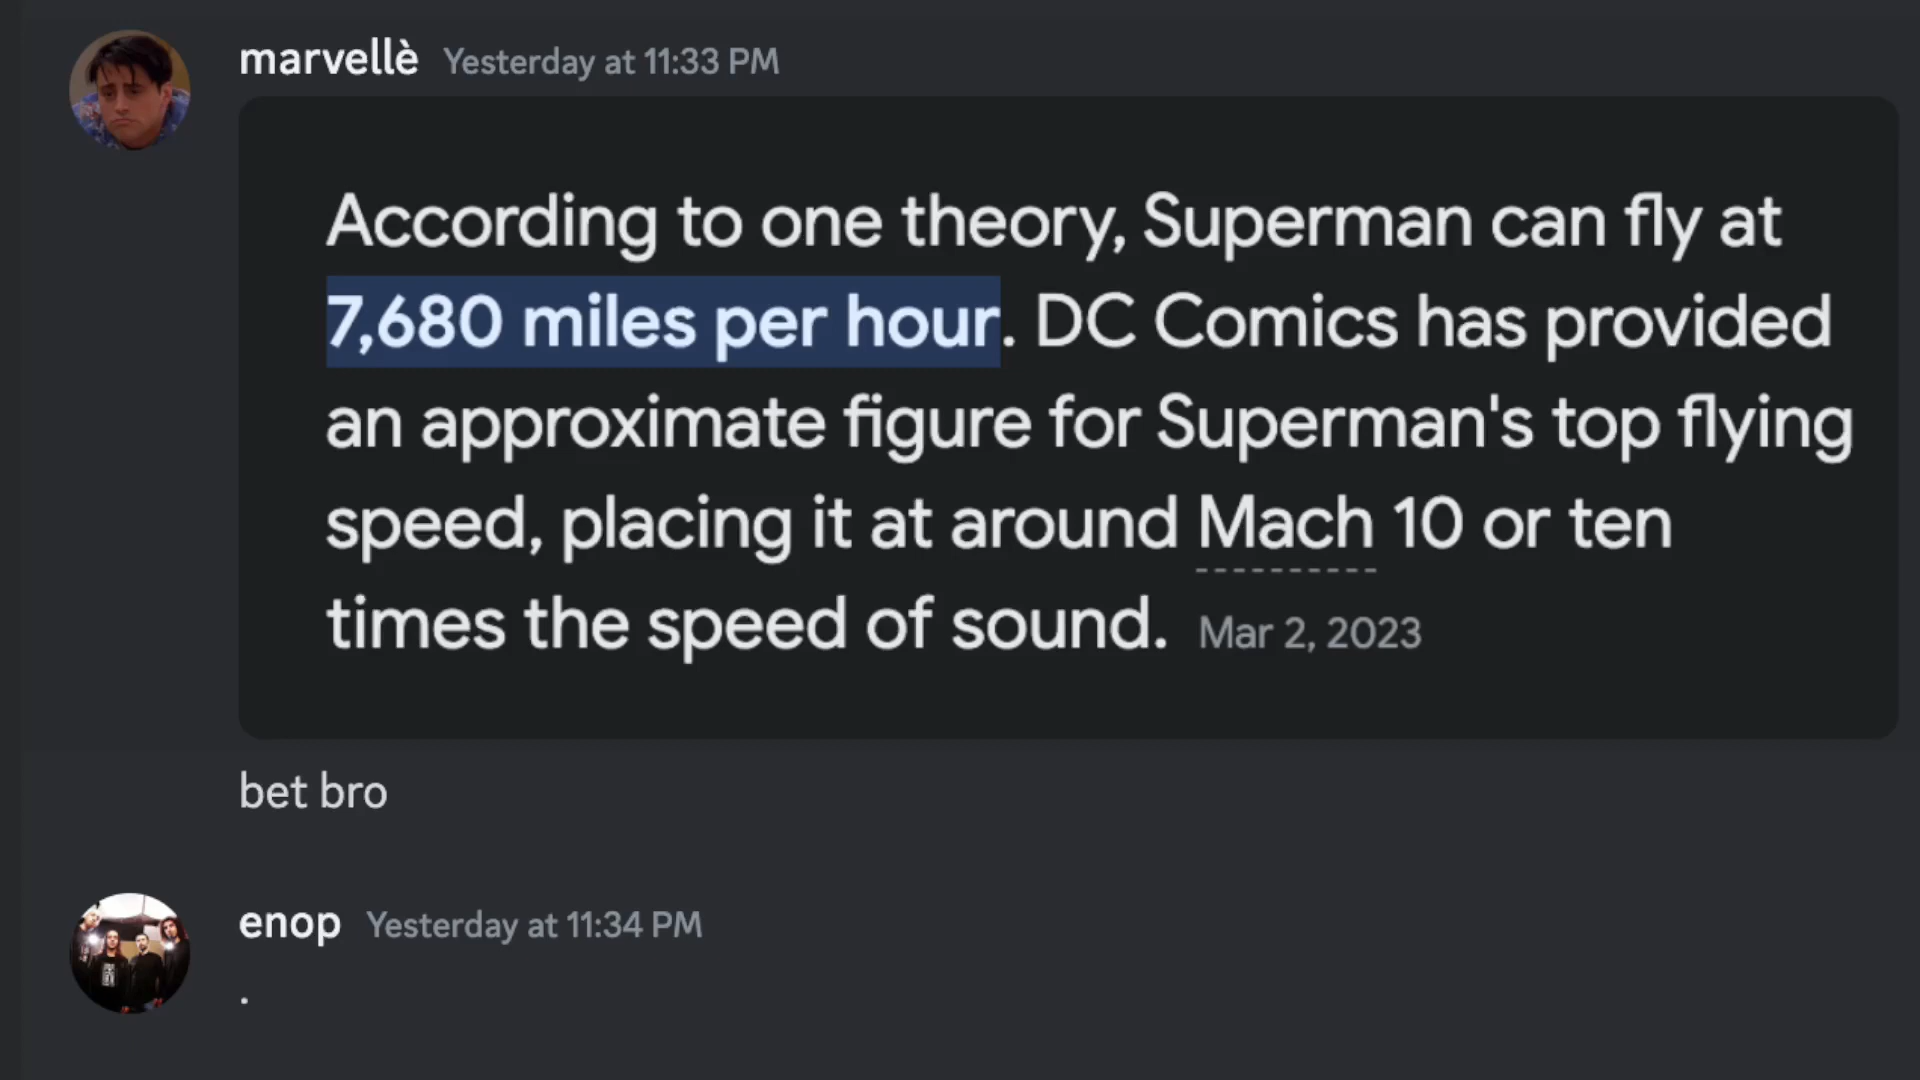 marvellè Yesterday at 11:33 PM
According to one theory, Superman can fly at
7,680 miles per hour. DC Comics has provided
an approximate figure for Superman's top flying
speed, placing it at around Mach 10 or ten
times the speed of sound. Mar 2, 2023
bet bro
enop Yesterday at 11:34 PM
.